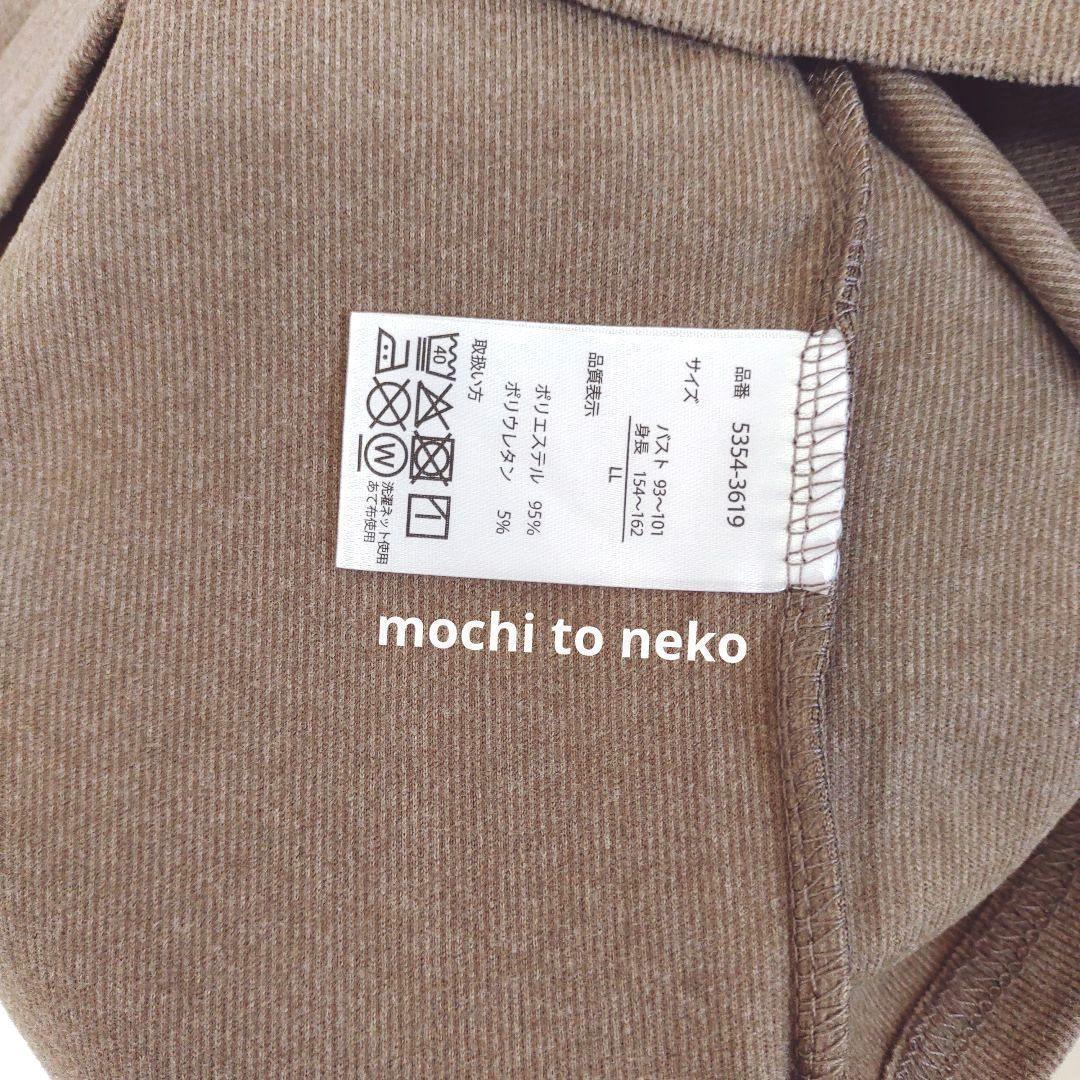 品番 5354-3619
サイズ
バスト 93〜101
身長 154〜162
LL
品質表示
ポリエステル 95%
ポリウレタン 5%
取扱い方
40
W
洗濯ネット使用
あて布使用
mochi to neko